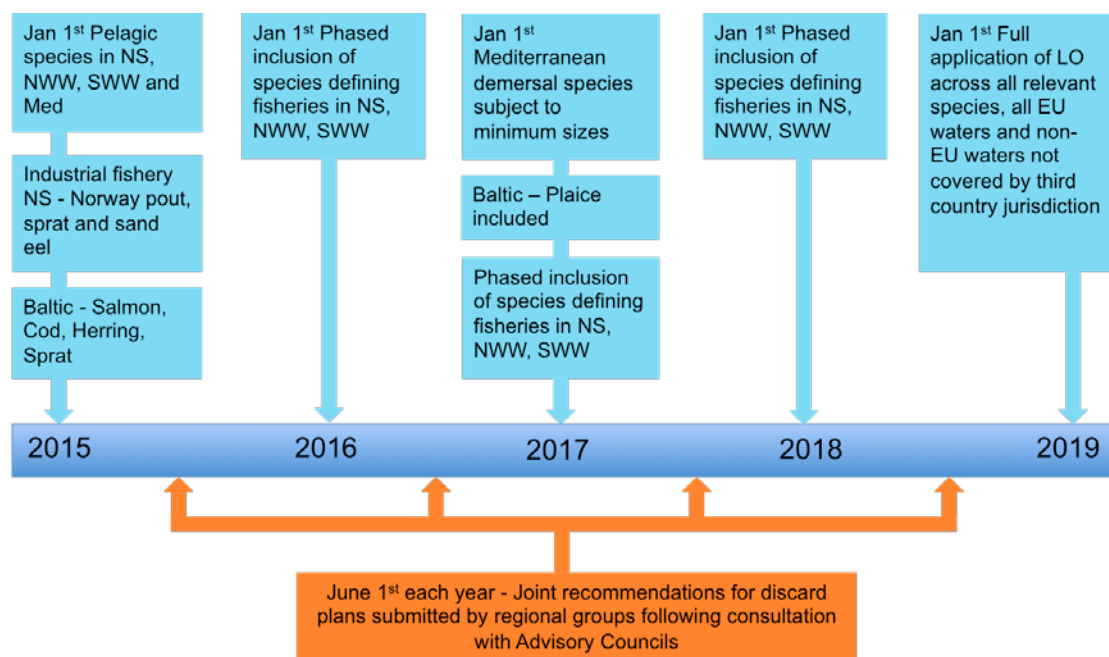 Jan 1st Pelagic
species in NS,
NWW, SWW and
Med
Industrial fishery
NS - Norway pout,
sprat and sand
eel
Baltic - Salmon,
Cod, Herring,
Sprat
Jan 1st Phased
inclusion of
species defining
fisheries in NS,
NWW, SWW
Jan 1st
Mediterranean
demersal species
subject to
minimum sizes
Baltic – Plaice
included
Phased inclusion
of species defining
fisheries in NS,
NWW, SWW
Jan 1st Phased
inclusion of
species defining
fisheries in NS,
NWW, SWW
Jan 1st Full
application of LO
across all relevant
species, all EU
waters and non-
EU waters not
covered by third
country jurisdiction
2015
2016
2017
2018
2019
June 1st each year - Joint recommendations for discard
plans submitted by regional groups following consultation
with Advisory Councils